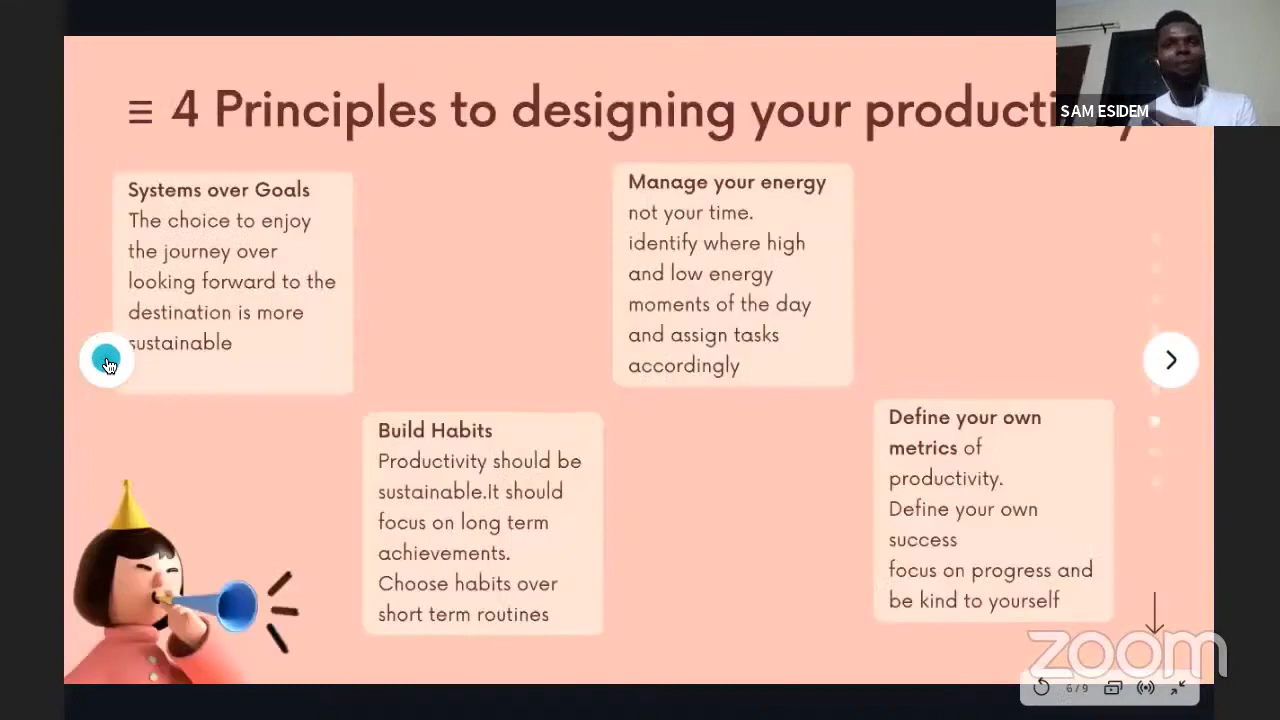 4 Principles to designing your producti
SAM ESIDEM
Systems over Goals
The choice to enjoy
the journey over
looking forward to the
destination is more
sustainable
Manage your energy
not your time.
identify where high
and low energy
moments of the day
and assign tasks
accordingly
Build Habits
Productivity should be
sustainable.It should
focus on long term
achievements.
Choose habits over
short term routines
Define your own
metrics of
productivity.
Define your own
success
focus on progress and
be kind to yourself
zoom
6/9